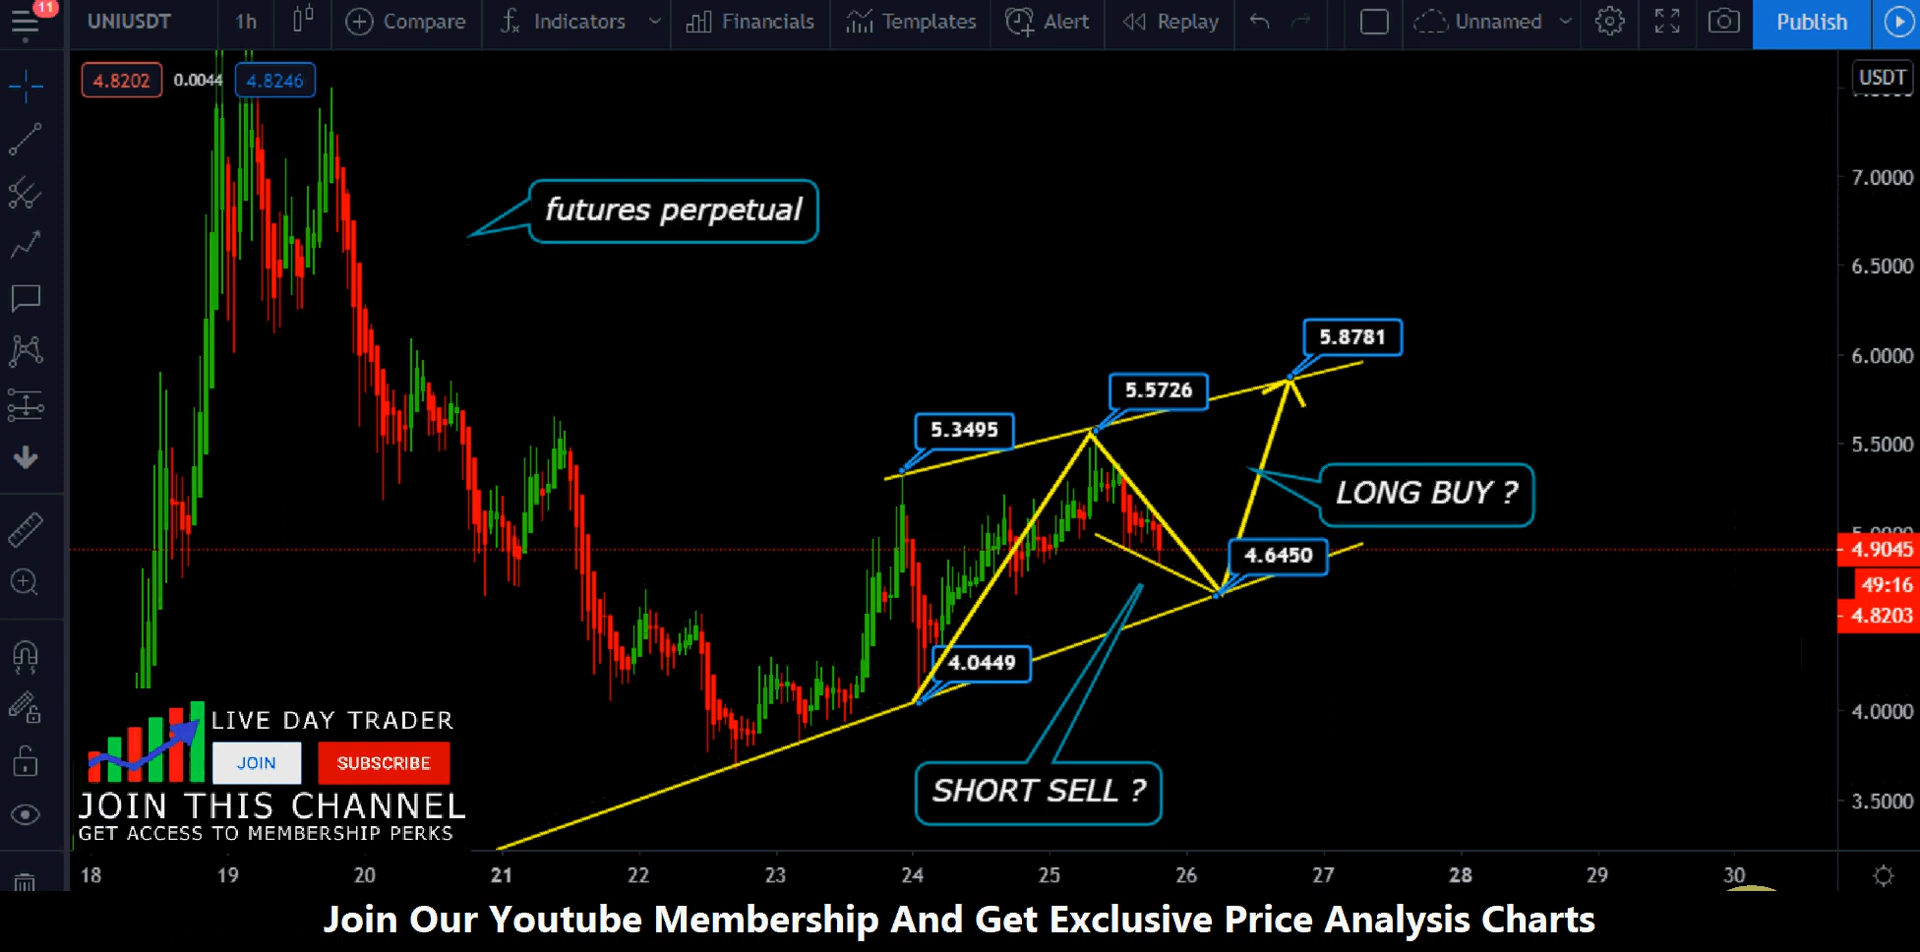 11
UNIUSDT 1h Compare Indicators Financials Templates Alert Replay Unnamed Publish
4.8202 0.0044 4.8246
USDT
7.0000
6.5000
6.0000
5.5000
5.0000
4.9045
49:16
4.8203
4.0000
3.5000
futures perpetual
5.8781
5.5726
5.3495
LONG BUY ?
4.6450
4.0449
SHORT SELL ?
LIVE DAY TRADER
JOIN SUBSCRIBE
JOIN THIS CHANNEL
GET ACCESS TO MEMBERSHIP PERKS
18 19 20 21 22 23 24 25 26 27 28 29 30
Join Our Youtube Membership And Get Exclusive Price Analysis Charts